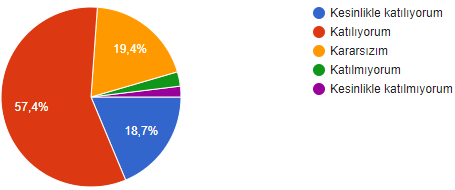 Kesinlikle katılıyorum
Katılıyorum
Kararsızım
Katılmıyorum
Kesinlikle katılmıyorum
19,4%
57,4%
18,7%